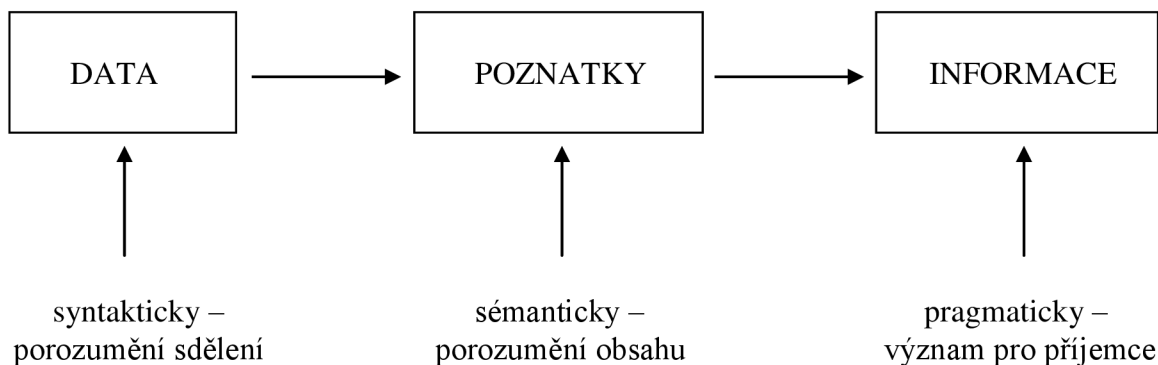 DATA
POZNATKY
INFORMACE
syntakticky –
porozumění sdělení
sémanticky –
porozumění obsahu
pragmaticky –
význam pro příjemce